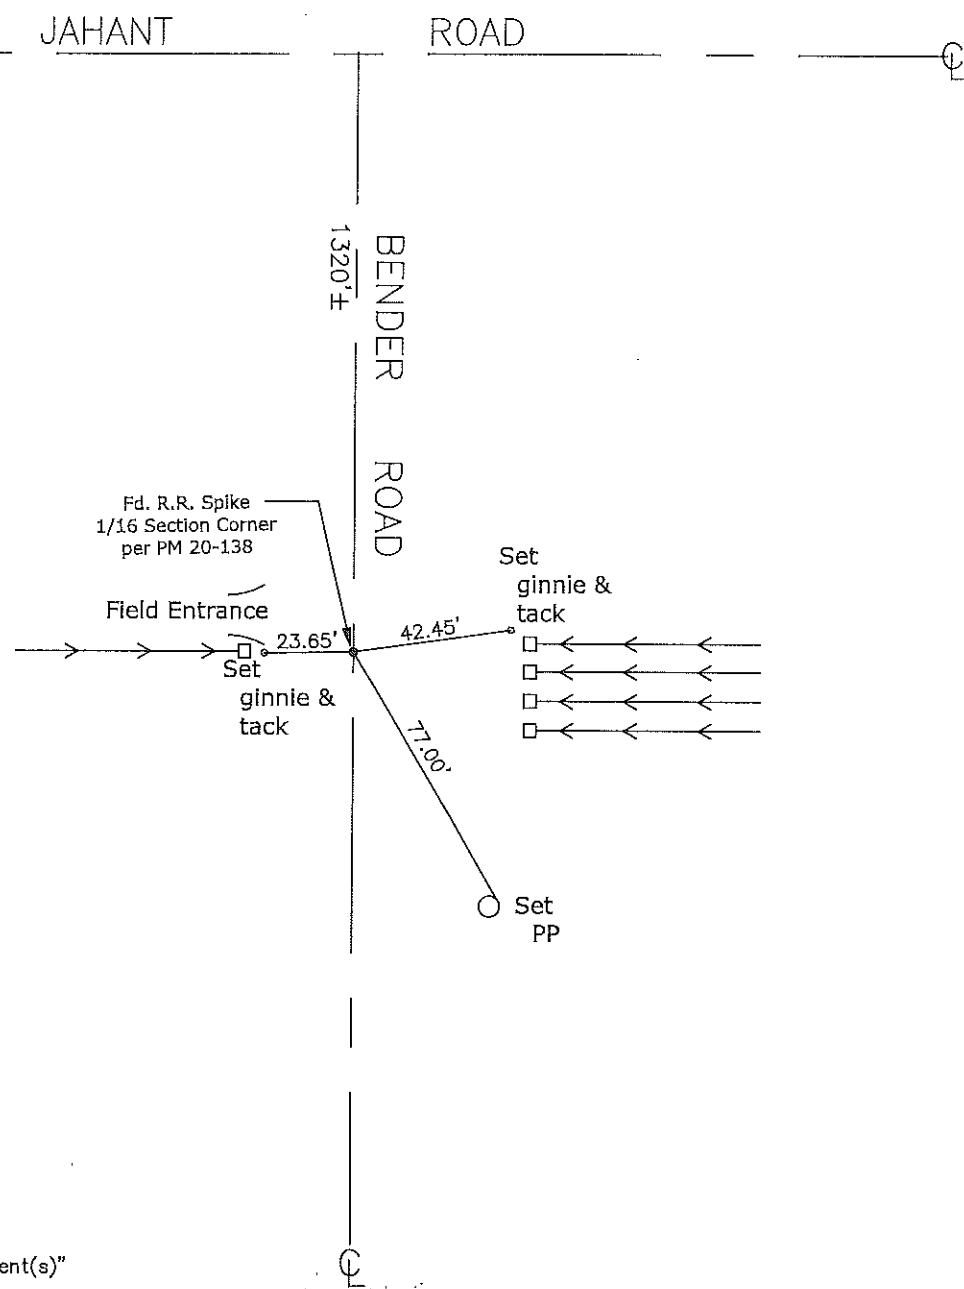 JAHANT ROAD
℄
BENDER ROAD
1320'±
Fd. R.R. Spike
1/16 Section Corner
per PM 20-138
Set
ginnie &
tack
Field Entrance
23.65'
42.45'
Set
ginnie &
tack
77.00'
Set
PP
ent(s)"
℄